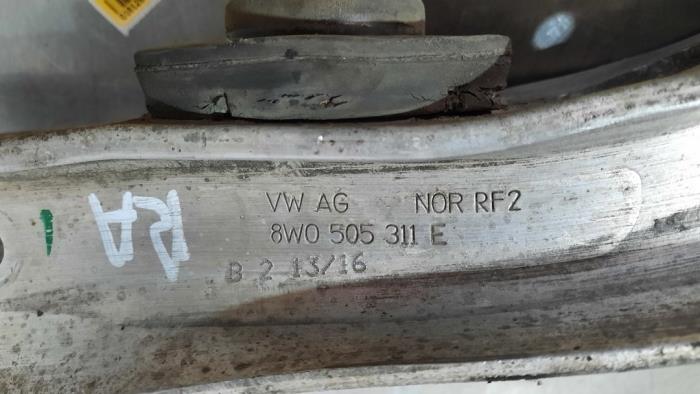 VW AG NOR RF2
8W0 505 311 E
B 2 13/16
RA